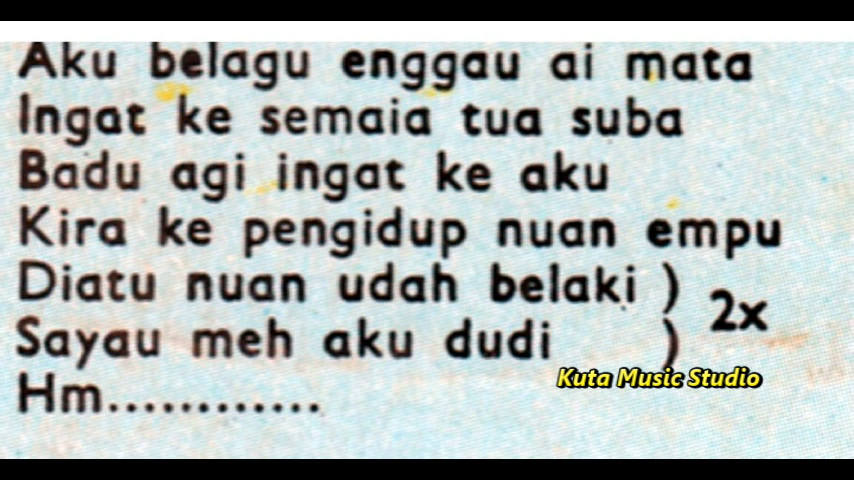 Aku belagu enggau ai mata
Ingat ke semaia tua suba
Badu agi ingat ke aku
Kira ke pengidup nuan empu
Diatu nuan udah belaki ) 2x
Sayau meh aku dudi )
Hm............
Kuta Music Studio